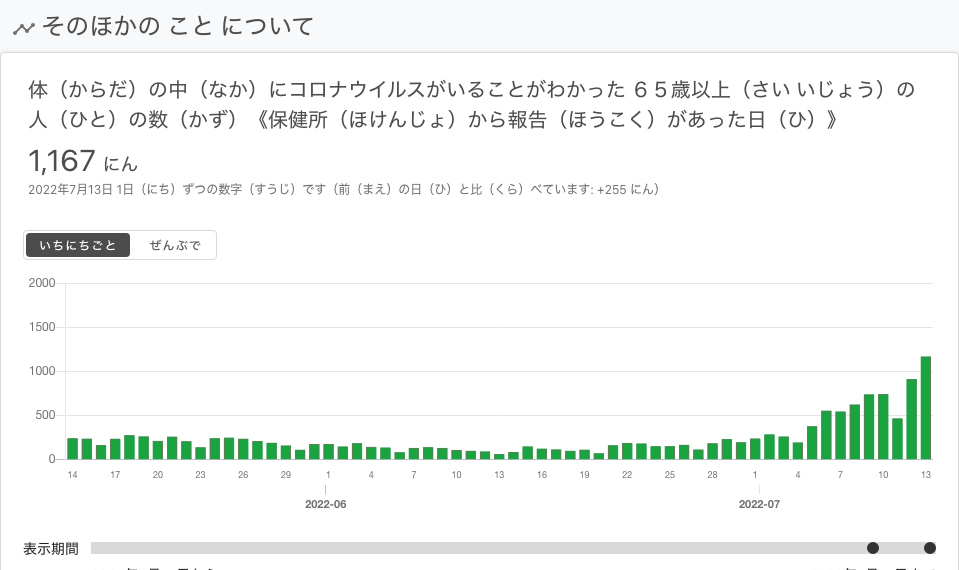 そのほかの こと について
体（からだ）の中（なか）にコロナウイルスがいることがわかった ６５歳以上（さい いじょう）の
人（ひと）の数（かず）《保健所（ほけんじょ）から報告（ほうこく）があった日（ひ）》
1,167 にん
2022年7月13日 1日（にち）ずつの数字（すうじ）です（前（まえ）の日（ひ）と比（くら）べています: +255 にん）
いちにちごと ぜんぶで
2000
1500
1000
500
0
14 17 20 23 26 29 1 4 7 10 13 16 19 22 25 28 1 4 7 10 13
2022-06 2022-07
表示期間